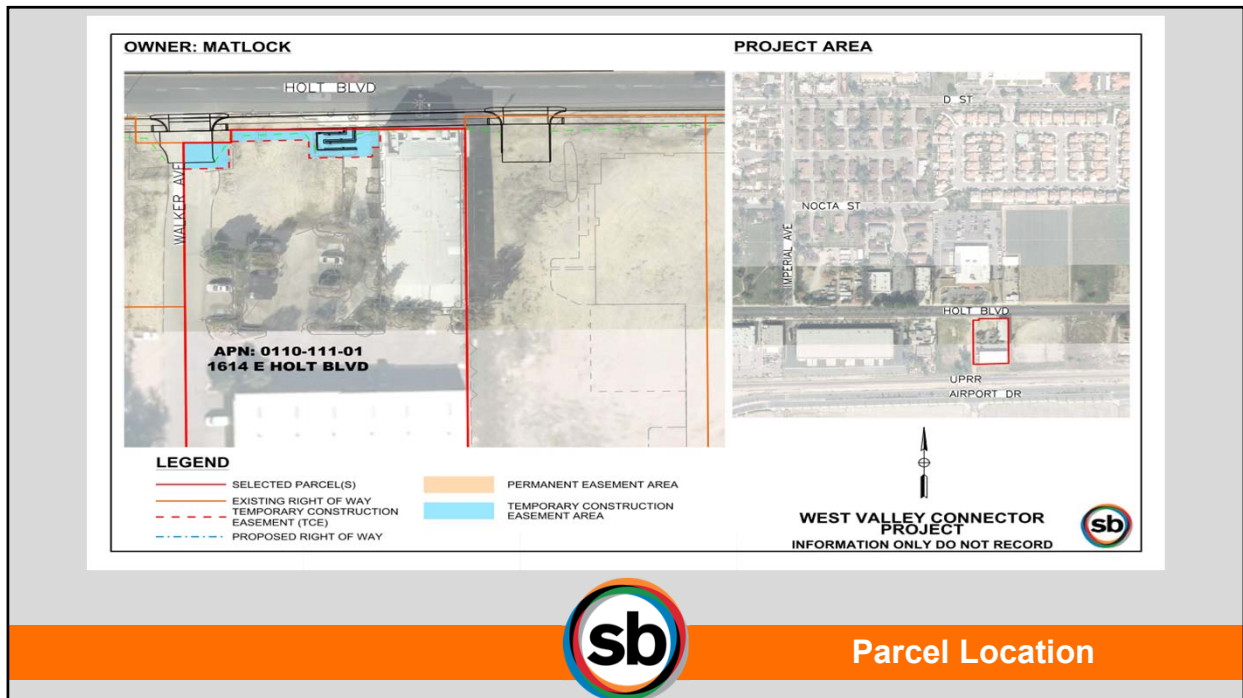 OWNER: MATLOCK
HOLT BLVD
WALKER AVE
APN: 0110-111-01
1614 E HOLT BLVD
LEGEND
SELECTED PARCEL(S)
EXISTING RIGHT OF WAY
TEMPORARY CONSTRUCTION
EASEMENT (TCE)
PROPOSED RIGHT OF WAY
PERMANENT EASEMENT AREA
TEMPORARY CONSTRUCTION
EASEMENT AREA
PROJECT AREA
D ST
NOCTA ST
IMPERIAL AVE
HOLT BLVD
UPRR
AIRPORT DR
WEST VALLEY CONNECTOR
PROJECT
INFORMATION ONLY DO NOT RECORD
sb
sb
Parcel Location